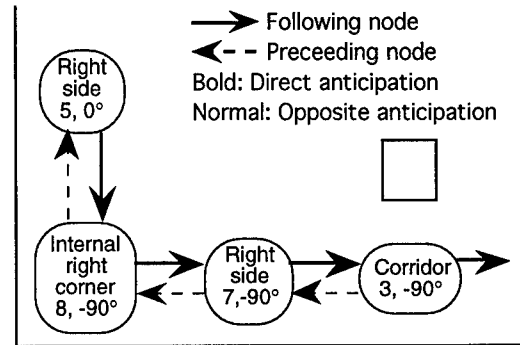 Following node
Preceeding node
Bold: Direct anticipation
Normal: Opposite anticipation
Right
side
5, 0°
Internal
right
corner
8, -90°
Right
side
7,-90°
Corridor
3, -90°